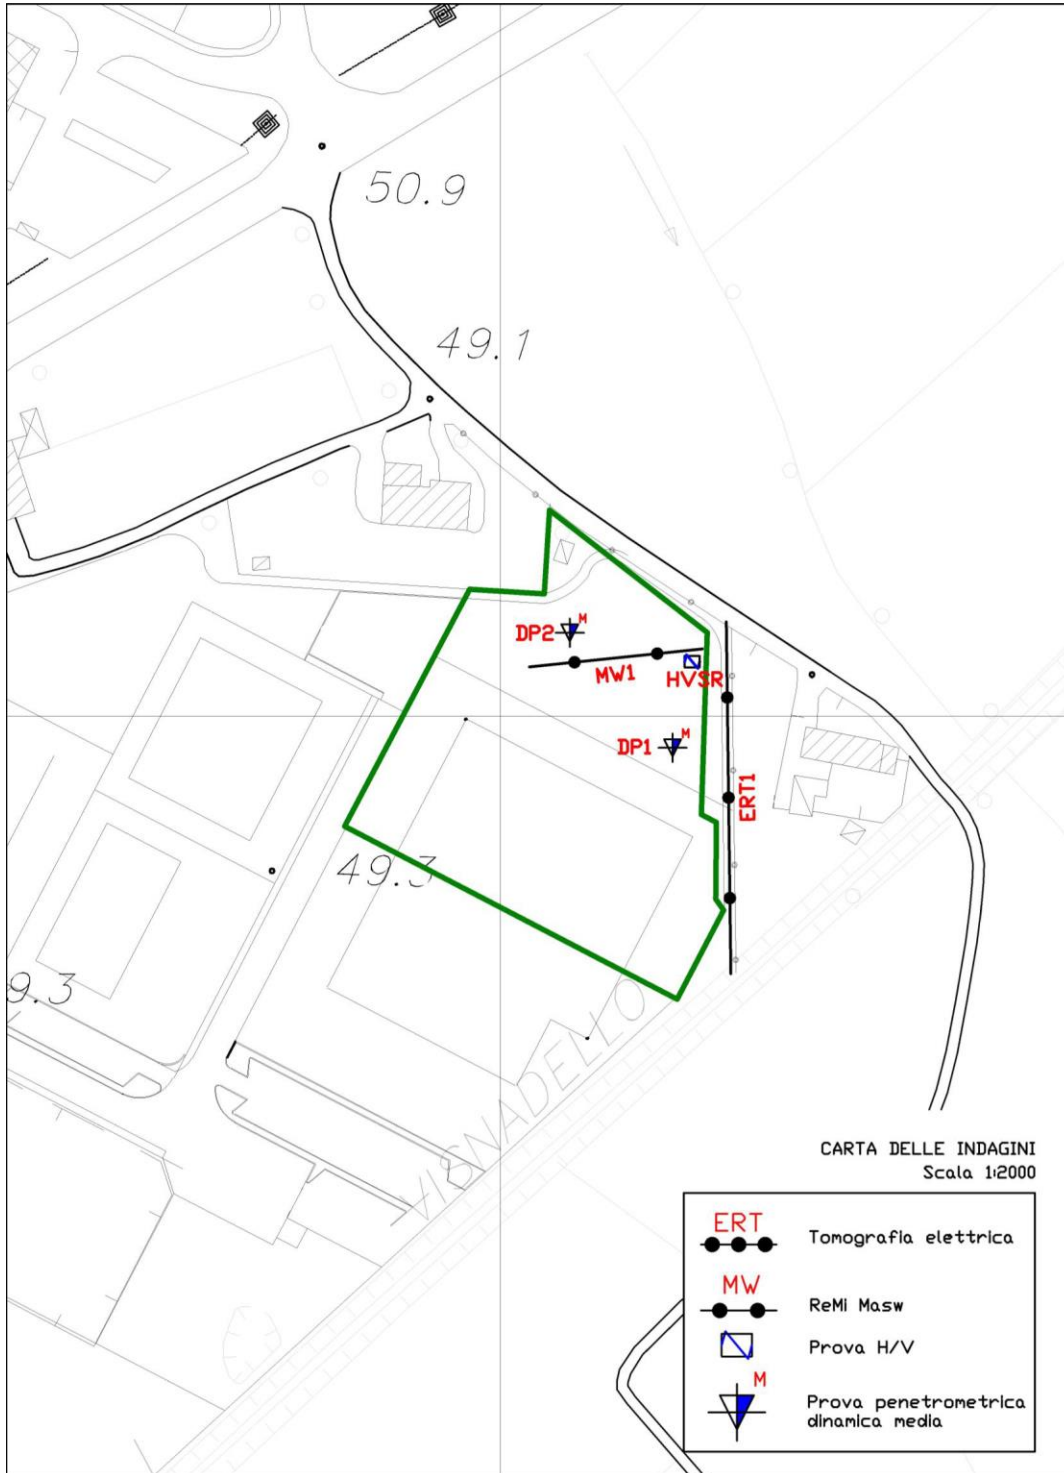 50.9
49.1
DP2
M
MW1
HVSR
DP1
M
ERT1
49.3
9.3
VISNADELLO
CARTA DELLE INDAGINI
Scala 1:2000
ERT
Tomografia elettrica
MW
ReMi Masw
Prova H/V
M
Prova penetrometrica
dinamica media